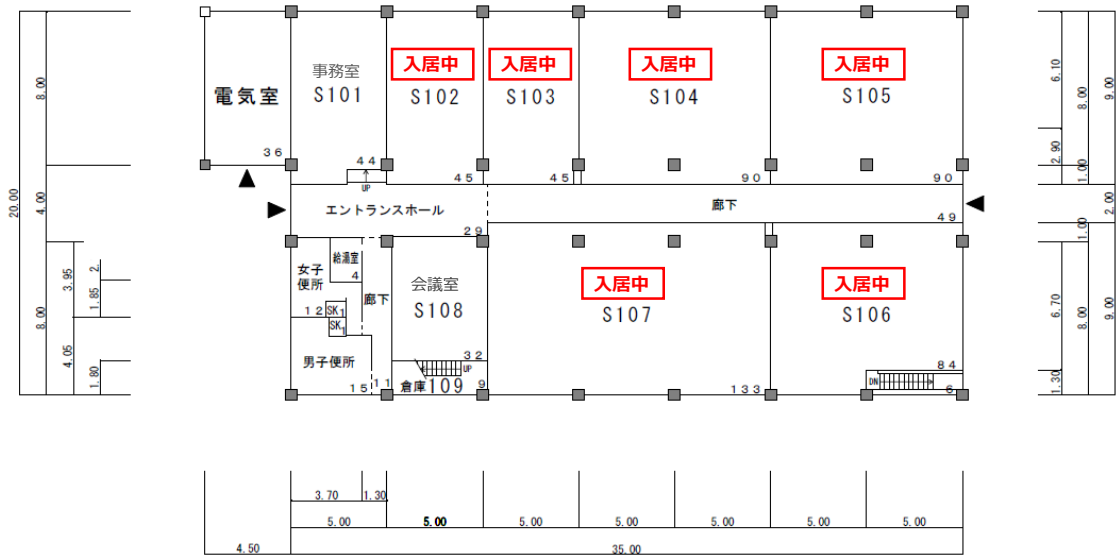 入居中
入居中
入居中
入居中
事務室
S101
S102
S103
S104
S105
電気室
36
44
45
45
90
90
UP
エントランスホール
廊下
49
29
給湯室
女子
便所
4
廊下
会議室
S108
入居中
S107
入居中
S106
12
SK
1
SK
1
男子便所
32
UP
84
DN
15
11
倉庫109
9
133
6
8.00
20.00
4.00
3.95
2.
1.85
8.00
4.05
1.80
6.10
8.00
9.00
2.90
1.00
2.00
1.00
6.70
8.00
9.00
1.30
3.70
1.30
5.00
5.00
5.00
5.00
5.00
5.00
5.00
4.50
35.00